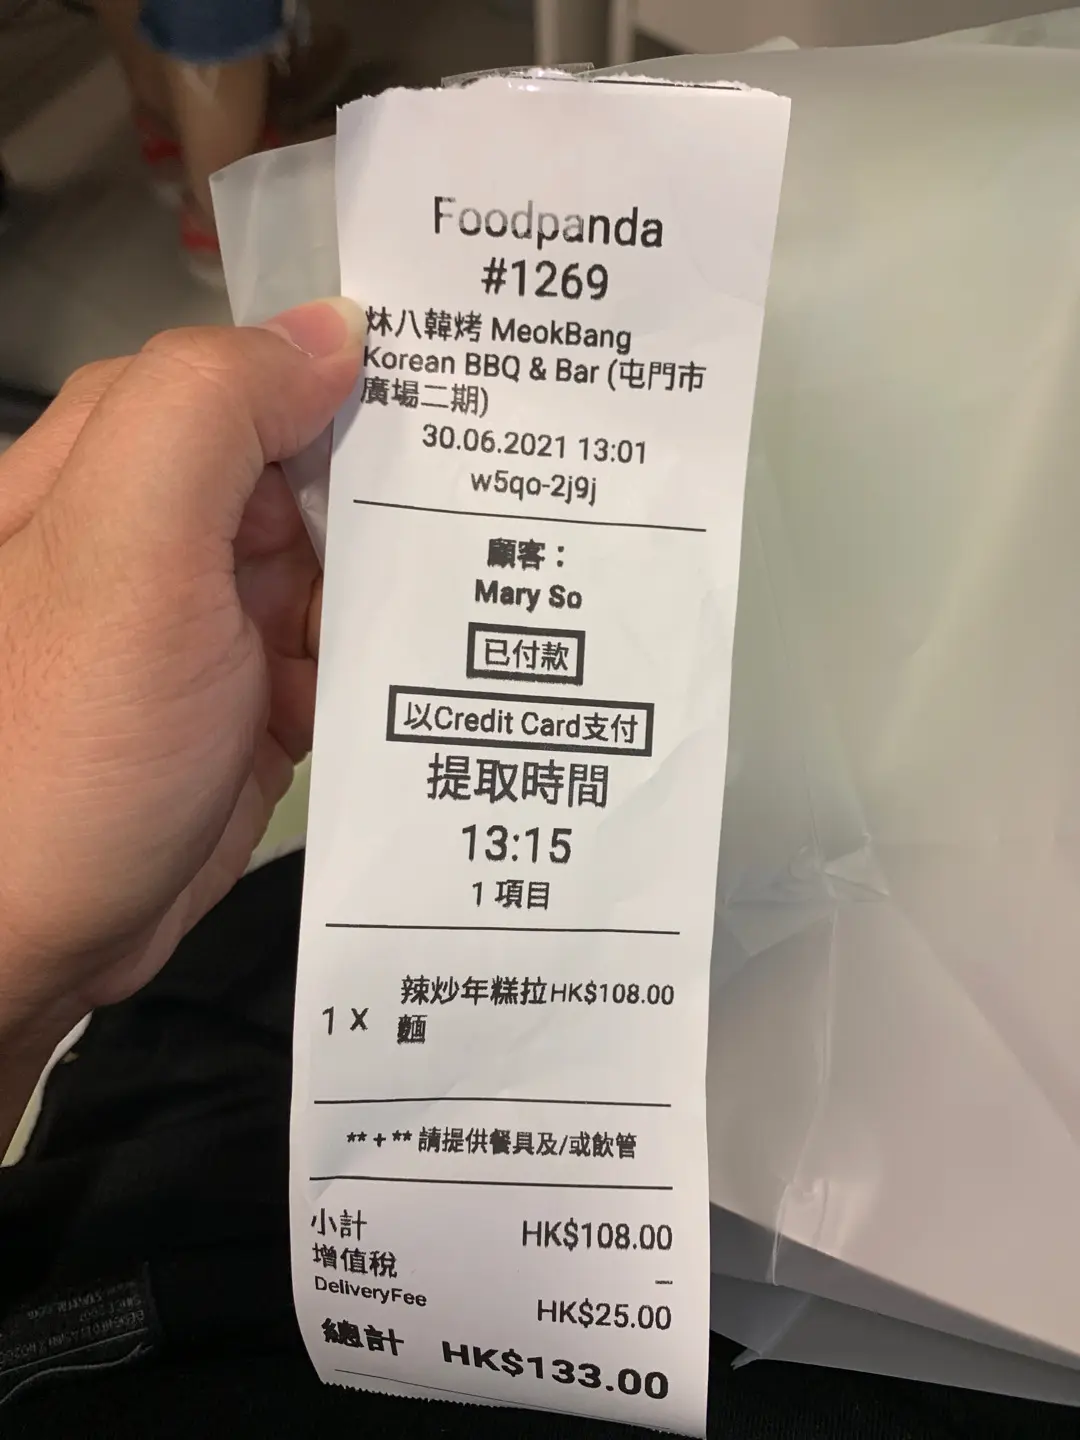 Foodpanda
#1269
炑八韓烤 MeokBang
Korean BBQ & Bar (屯門市
廣場二期)
30.06.2021 13:01
w5qo-2j9j
顧客：
Mary So
已付款
以Credit Card支付
提取時間
13:15
1 項目
1 x 辣炒年糕拉HK$108.00
麵
** + ** 請提供餐具及/或飲管
小計 HK$108.00
增值稅 —
DeliveryFee HK$25.00
總計 HK$133.00